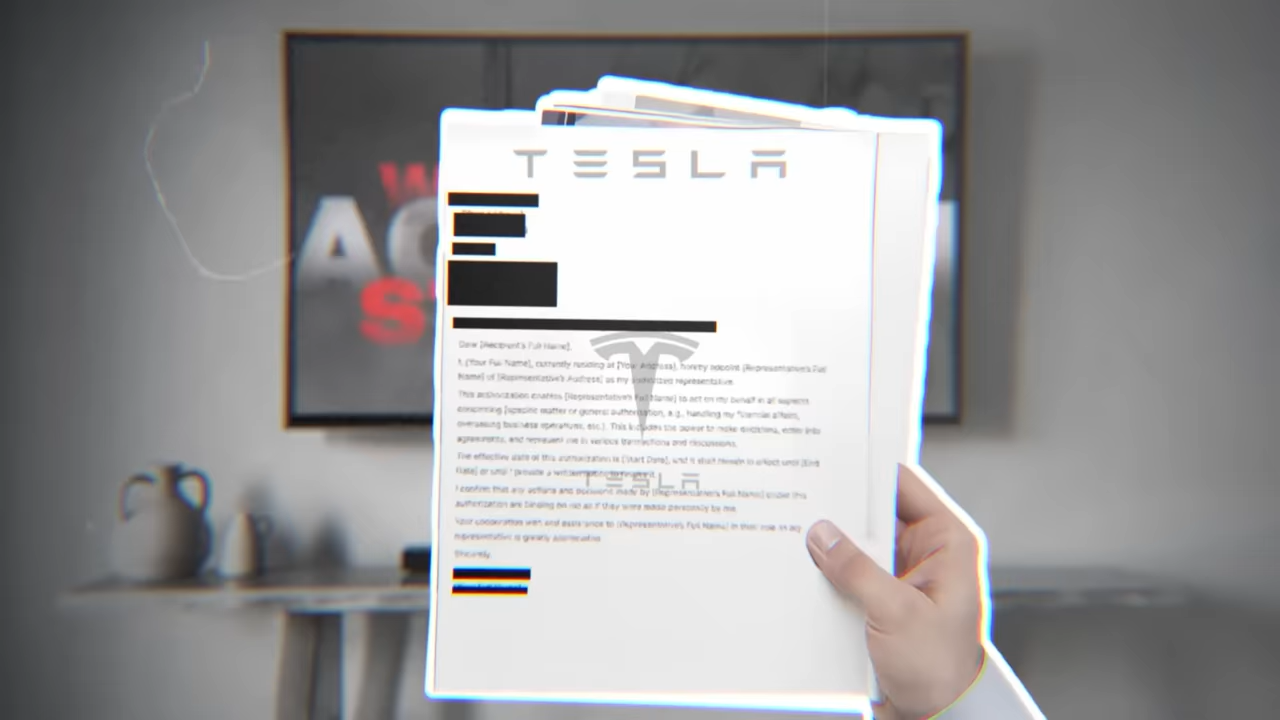 TESLA
W
AC
S
Dear [Recipient's Full Name],
I, [Your Full Name], currently residing at [Your Address], hereby appoint [Representative's Full
Name] of [Representative's Address] as my authorized representative.
This authorization enables [Representative's Full Name] to act on my behalf in all aspects
concerning [specific matter or general authorization, e.g., handling my financial affairs,
overseeing business operations, etc.]. This includes the power to make decisions, enter into
agreements, and represent me in various transactions and discussions.
The effective date of this authorization is [Start Date], and it shall remain in effect until [End
Date] or until I provide a written
TESLA
I confirm that any actions and decisions made by [Representative's Full Name] under this
authorization are binding on me as if they were made personally by me.
Your cooperation with and assistance to [Representative's Full Name] in their role as my
representative is greatly appreciated.
Sincerely,